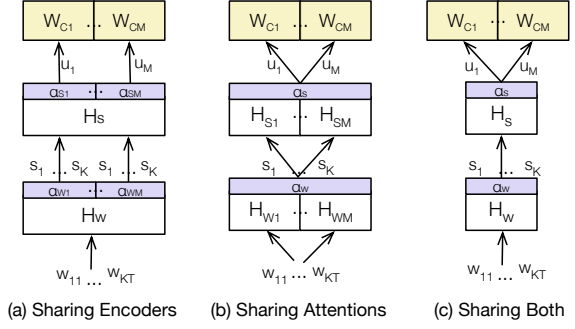 W_C1 ... W_CM
u_1 u_M
α_S1 ... α_SM
H_S
s_1 ... s_K s_1 ... s_K
α_W1 ... α_WM
H_W
w_11 ... w_KT
(a) Sharing Encoders
W_C1 ... W_CM
u_1 u_M
α_S
H_S1 ... H_SM
s_1 ... s_K
α_W
H_W1 ... H_WM
w_11 ... w_KT
(b) Sharing Attentions
W_C1 ... W_CM
u_1 u_M
α_S
H_S
s_1 ... s_K
α_W
H_W
w_11 ... w_KT
(c) Sharing Both